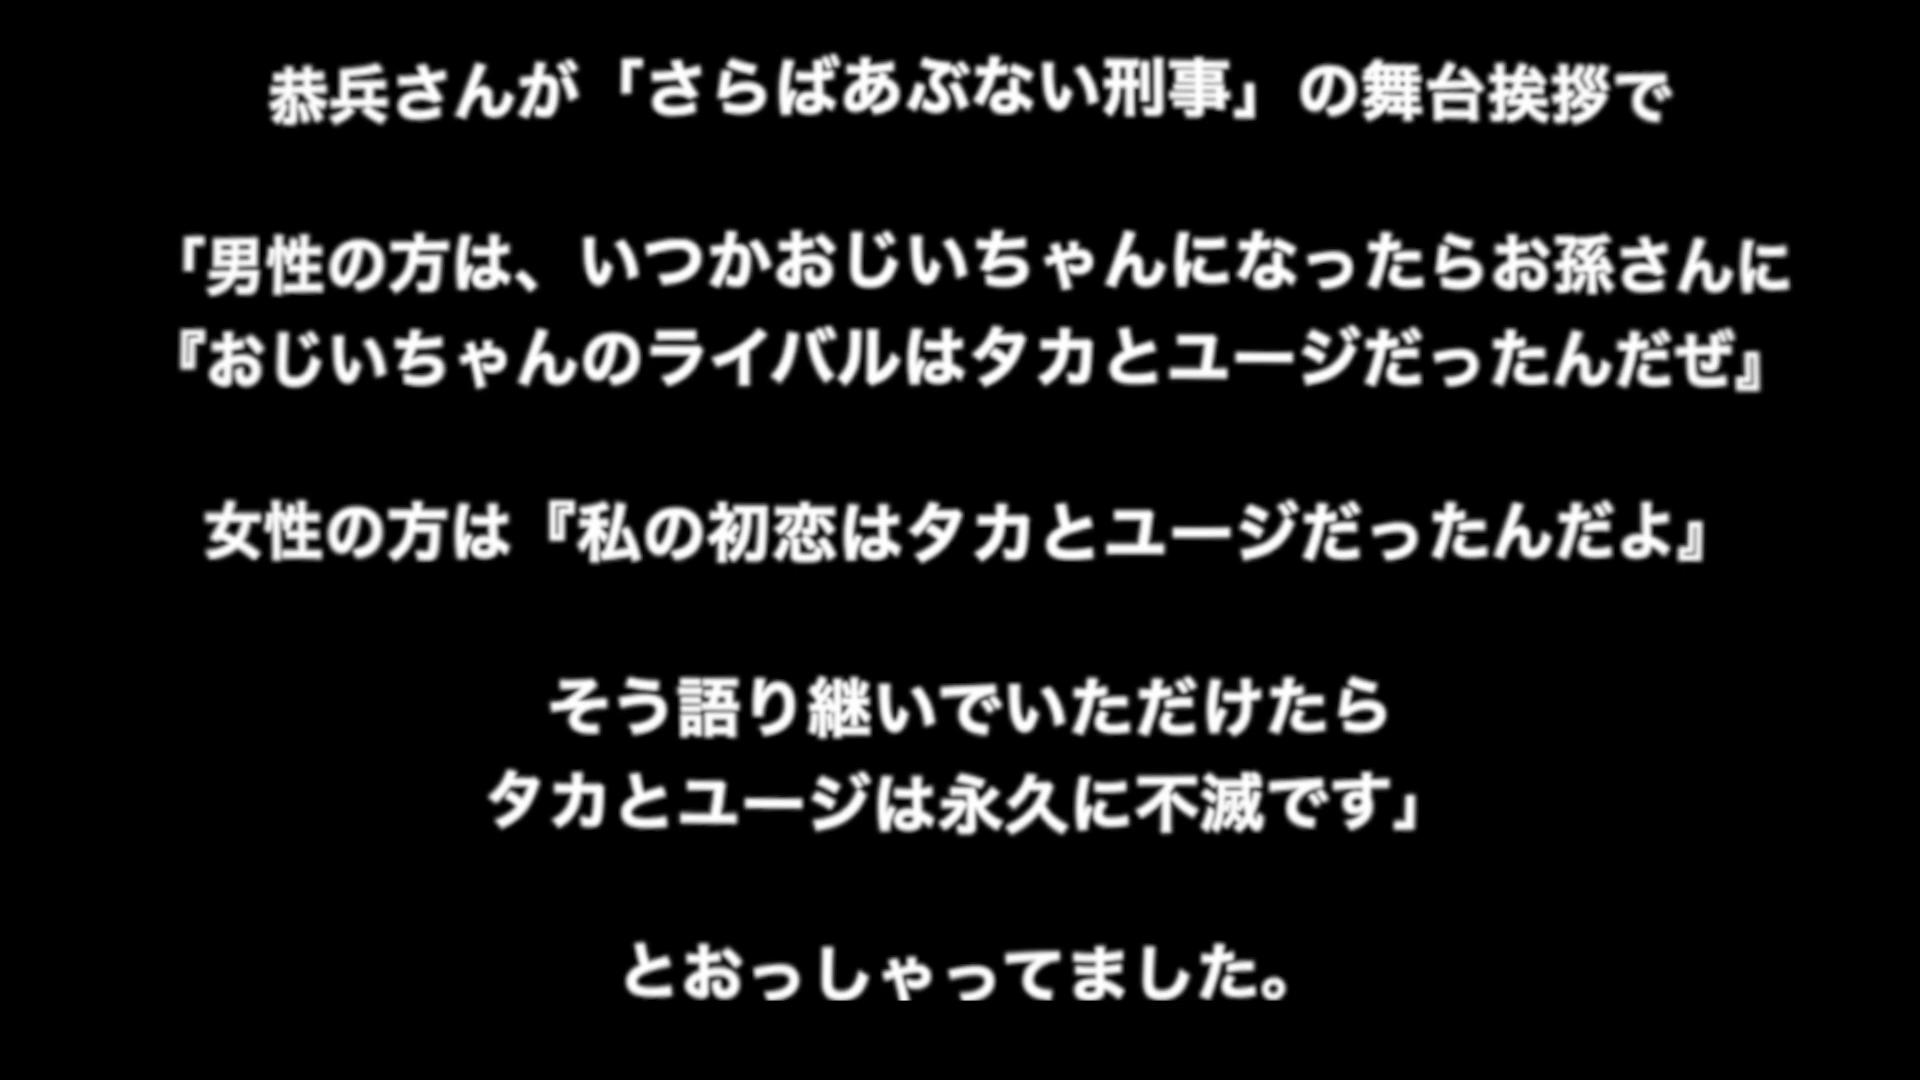 恭兵さんが「さらばあぶない刑事」の舞台挨拶で
「男性の方は、いつかおじいちゃんになったらお孫さんに
『おじいちゃんのライバルはタカとユージだったんだぜ』
女性の方は『私の初恋はタカとユージだったんだよ』
そう語り継いでいただけたら
タカとユージは永久に不滅です」
とおっしゃってました。